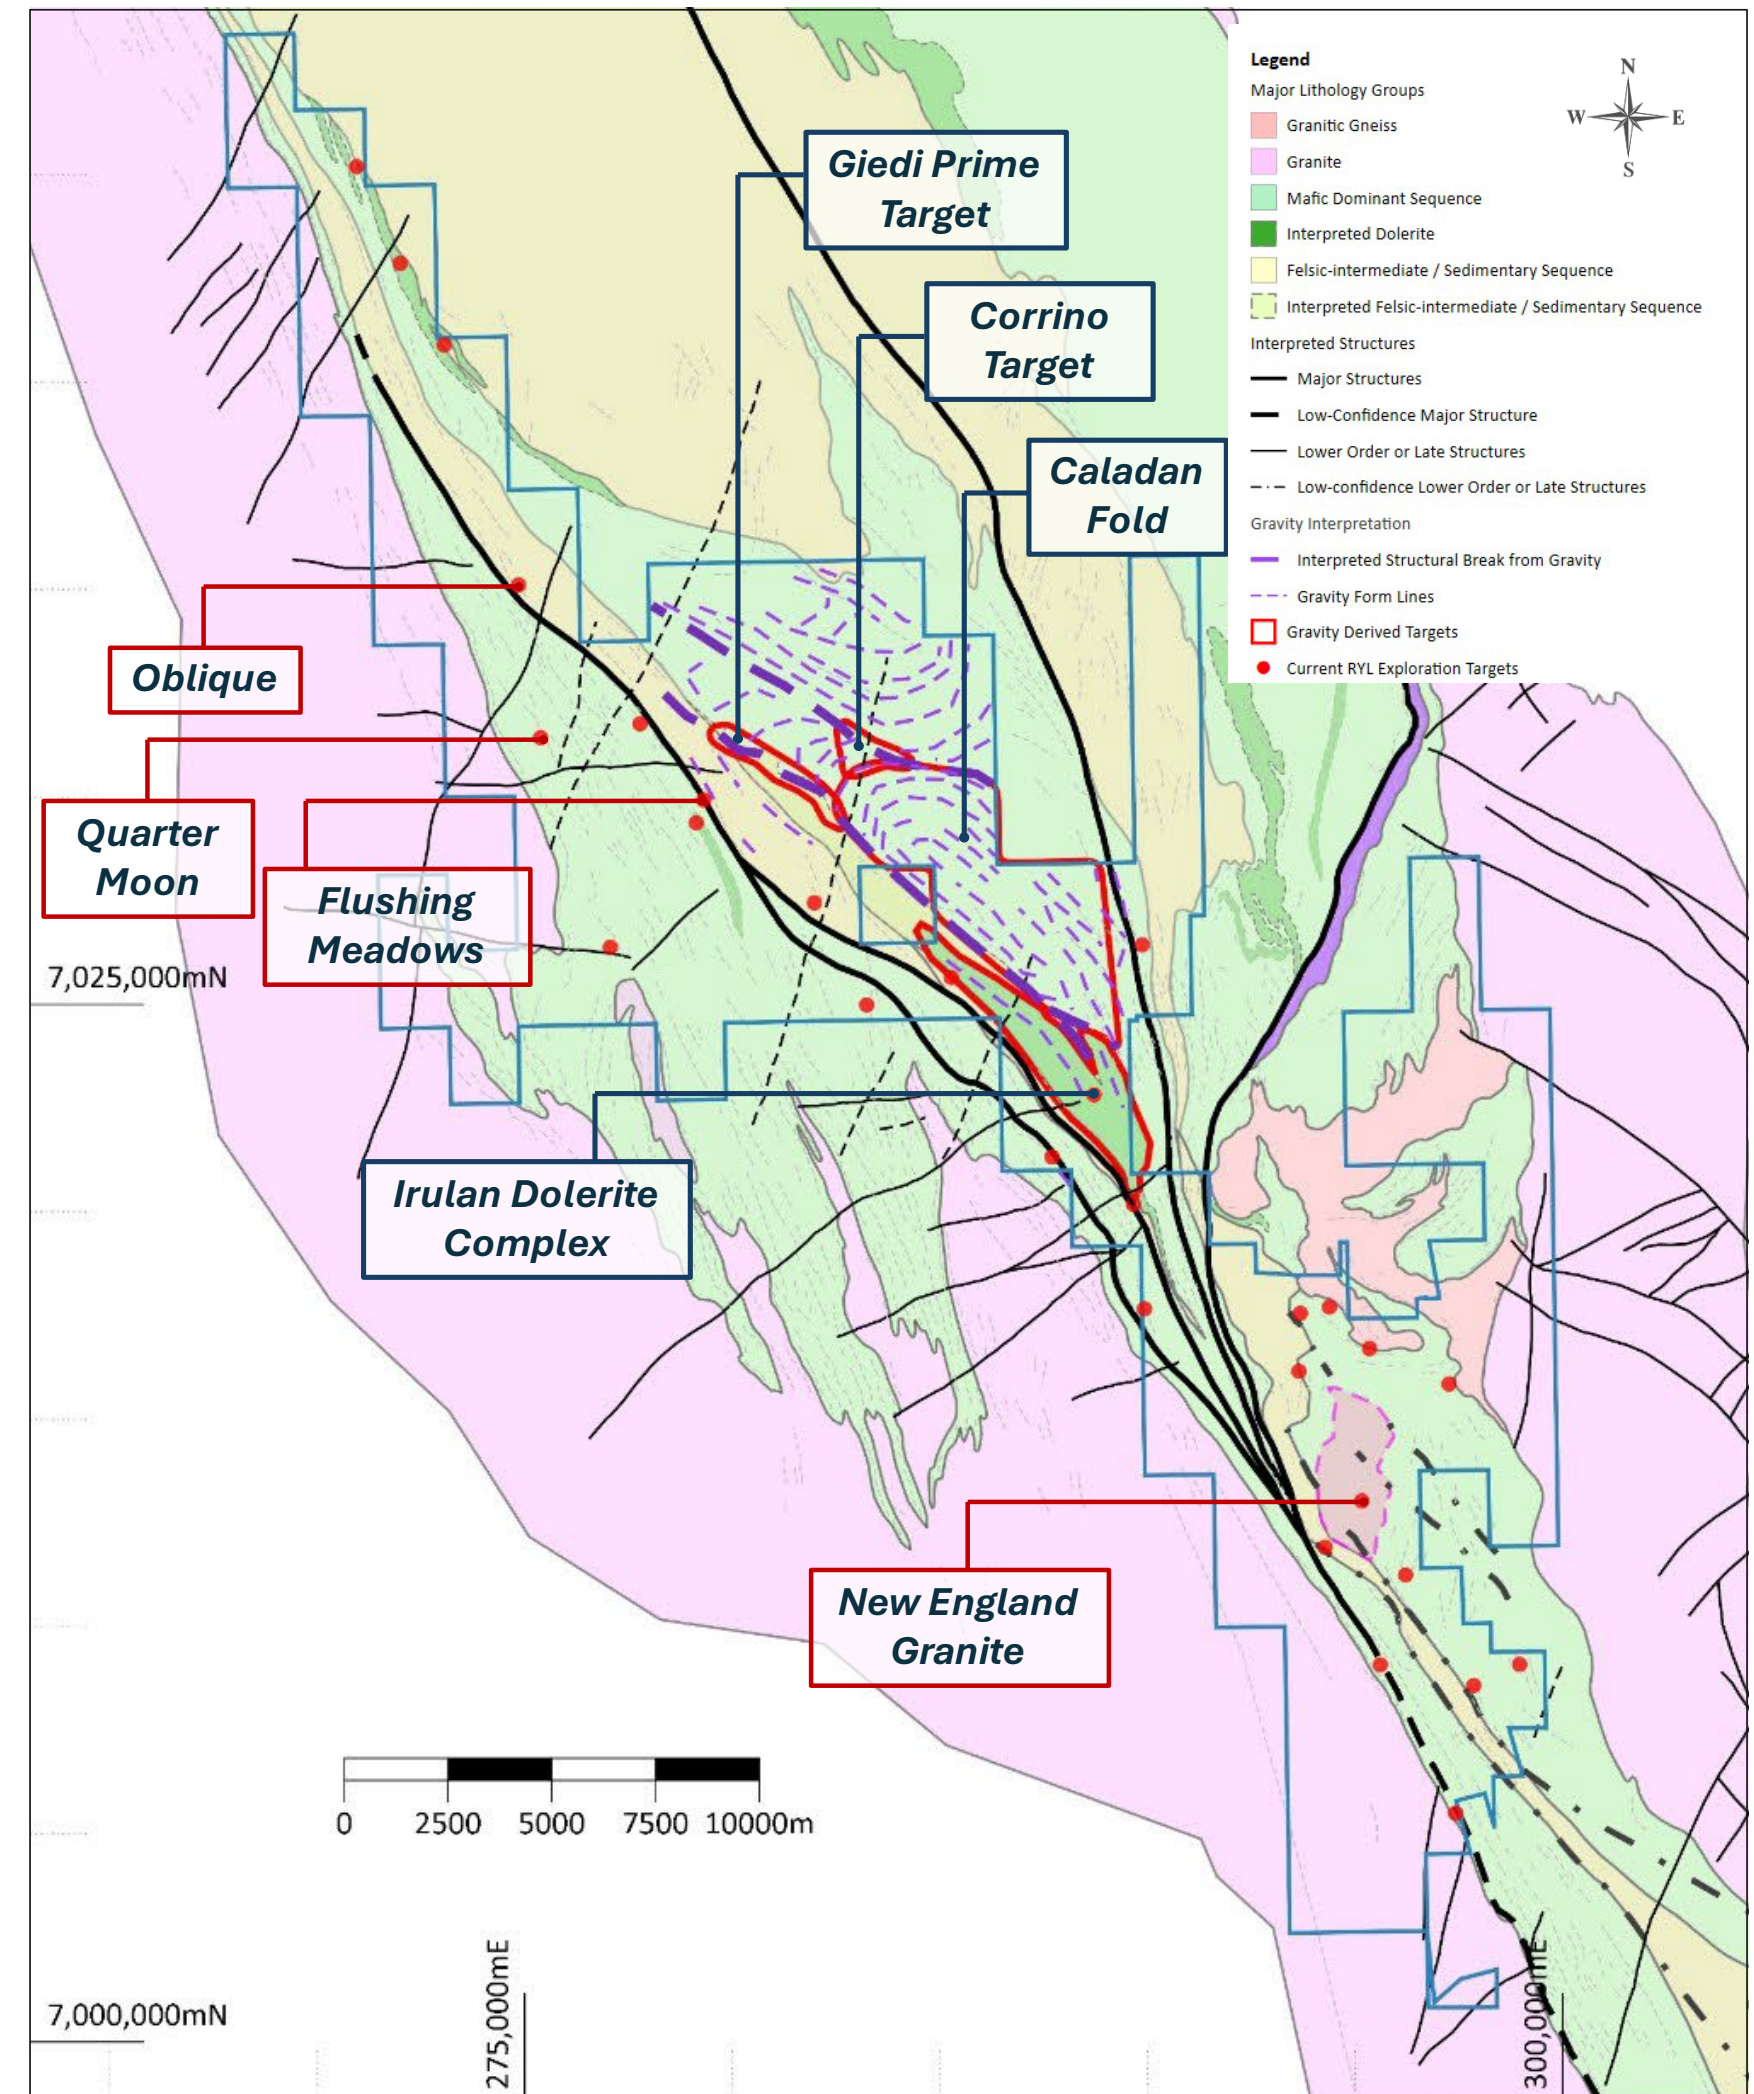 Legend
Major Lithology Groups
Granitic Gneiss
Granite
Mafic Dominant Sequence
Interpreted Dolerite
Felsic-intermediate / Sedimentary Sequence
Interpreted Felsic-intermediate / Sedimentary Sequence
Interpreted Structures
Major Structures
Low-Confidence Major Structure
Lower Order or Late Structures
Low-confidence Lower Order or Late Structures
Gravity Interpretation
Interpreted Structural Break from Gravity
Gravity Form Lines
Gravity Derived Targets
Current RYL Exploration Targets
N
W
E
S
Giedi Prime
Target
Corrino
Target
Caladan
Fold
Oblique
Quarter
Moon
Flushing
Meadows
7,025,000mN
Irulan Dolerite
Complex
New England
Granite
0 2500 5000 7500 10000m
7,000,000mN
275,000mE
300,000mE